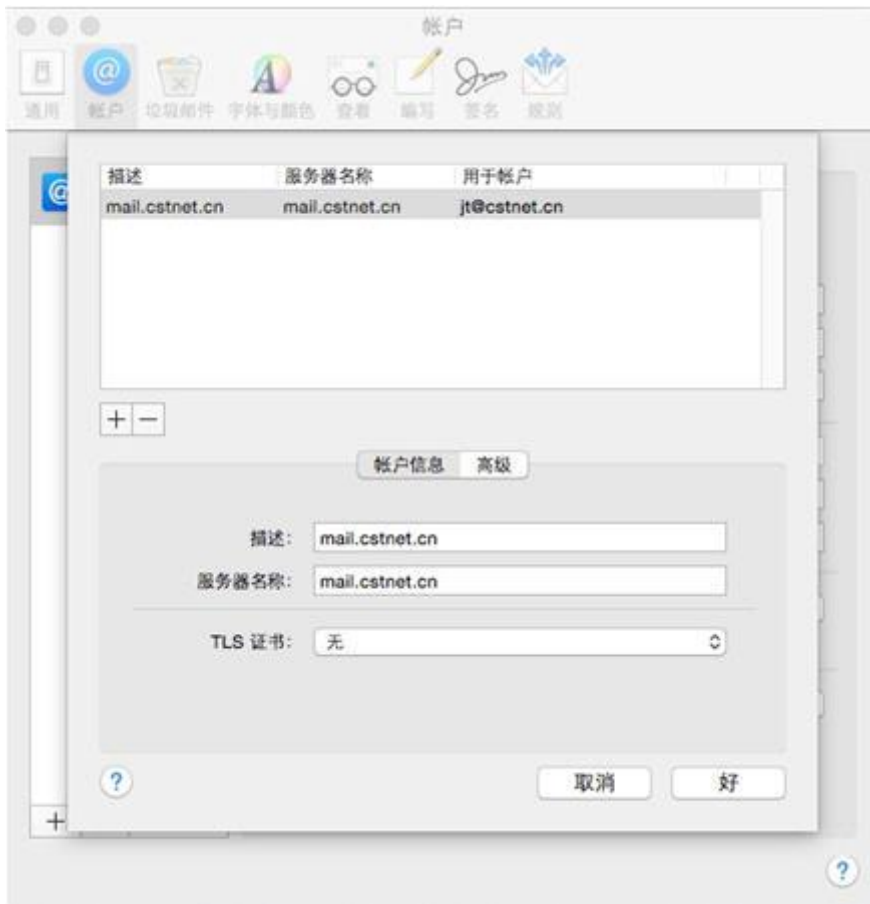 帐户
通用 帐户 垃圾邮件 字体与颜色 查看 编写 签名 规则
描述 服务器名称 用于帐户
mail.cstnet.cn mail.cstnet.cn jt@cstnet.cn
+ −
帐户信息 高级
描述: mail.cstnet.cn
服务器名称: mail.cstnet.cn
TLS 证书: 无
? 取消 好
+
?